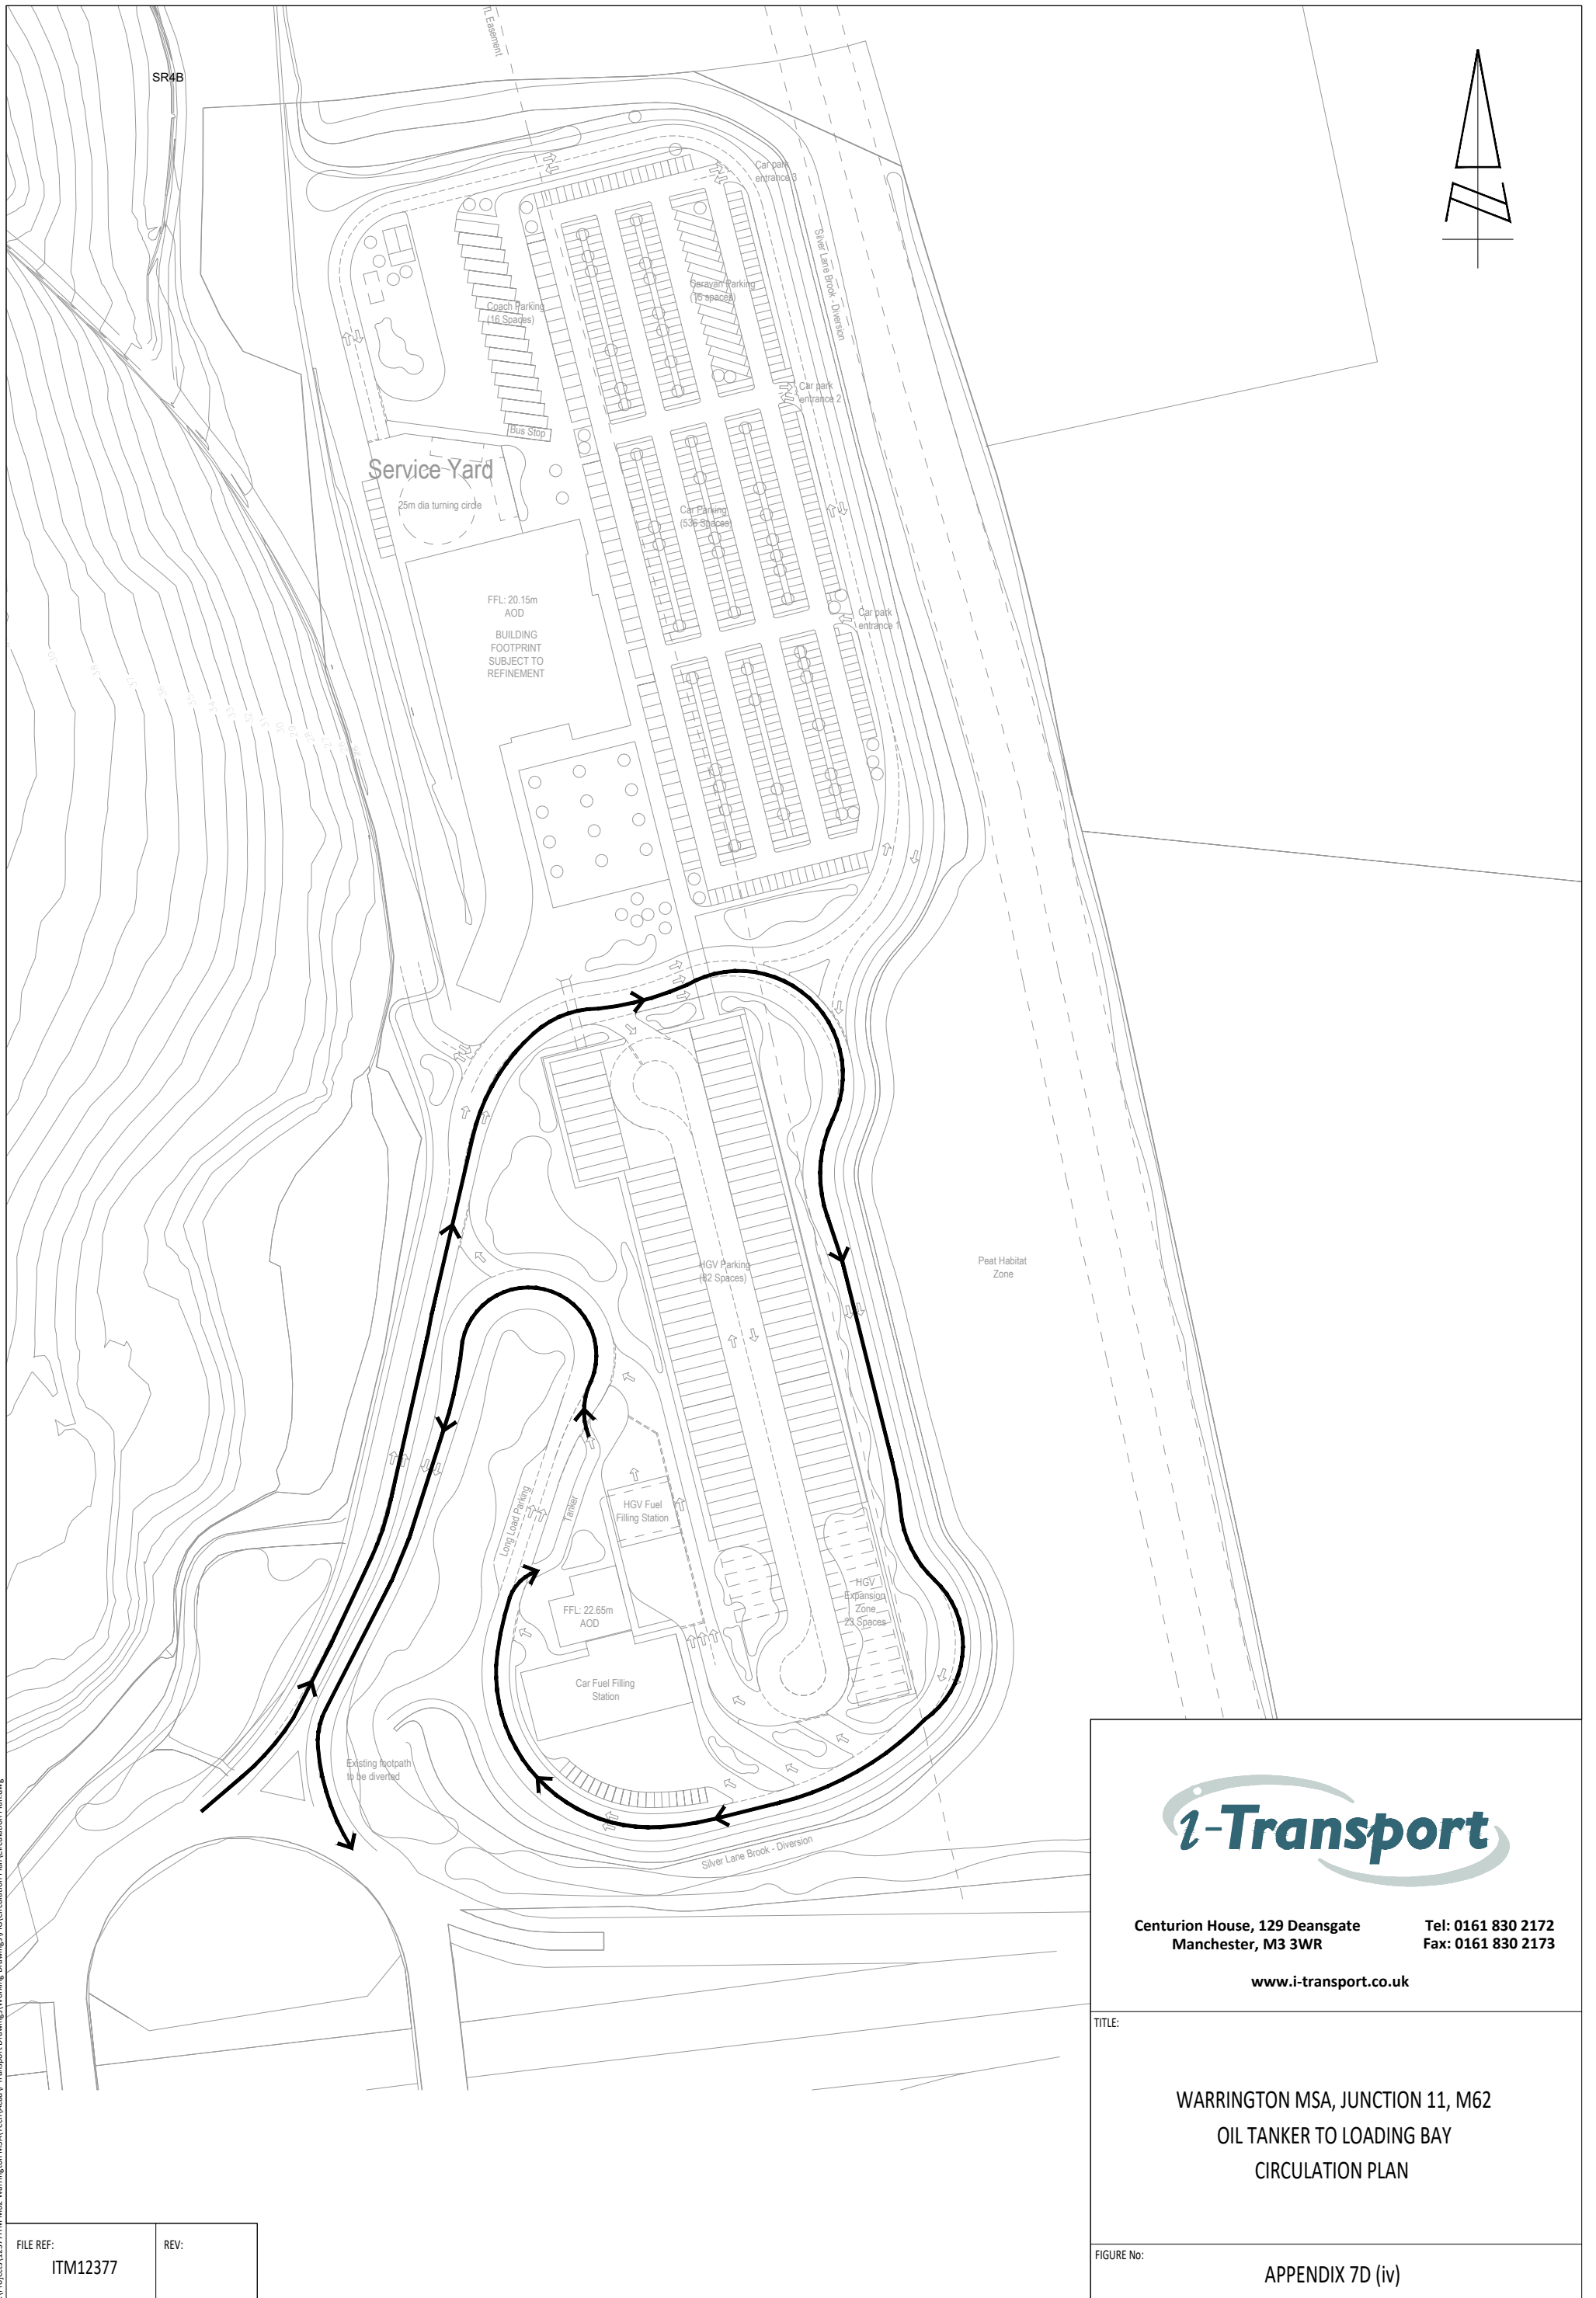 TL Easement
SR4B
Car park
entrance 3
Silver Lane Brook - Diversion
Coach Parking
(16 Spaces)
Caravan Parking
(15 spaces)
Car park
entrance 2
Bus Stop
Service Yard
25m dia turning circle
Car Parking
(536 Spaces)
FFL: 20.15m
AOD
BUILDING
FOOTPRINT
SUBJECT TO
REFINEMENT
Car park
entrance 1
HGV Parking
(82 Spaces)
Peat Habitat
Zone
Long Load Parking
Tanker
HGV Fuel
Filling Station
FFL: 22.65m
AOD
HGV
Expansion
Zone
23 Spaces
Car Fuel Filling
Station
Existing footpath
to be diverted
Silver Lane Brook - Diversion
i-Transport
Centurion House, 129 Deansgate
Manchester, M3 3WR
Tel: 0161 830 2172
Fax: 0161 830 2173
www.i-transport.co.uk
TITLE:
WARRINGTON MSA, JUNCTION 11, M62
OIL TANKER TO LOADING BAY
CIRCULATION PLAN
FILE REF:
ITM12377
REV:
FIGURE No:
APPENDIX 7D (iv)